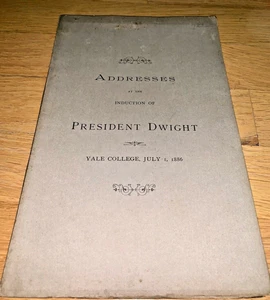 ADDRESSES
AT THE
INDUCTION OF
PRESIDENT DWIGHT
YALE COLLEGE, JULY 1, 1886